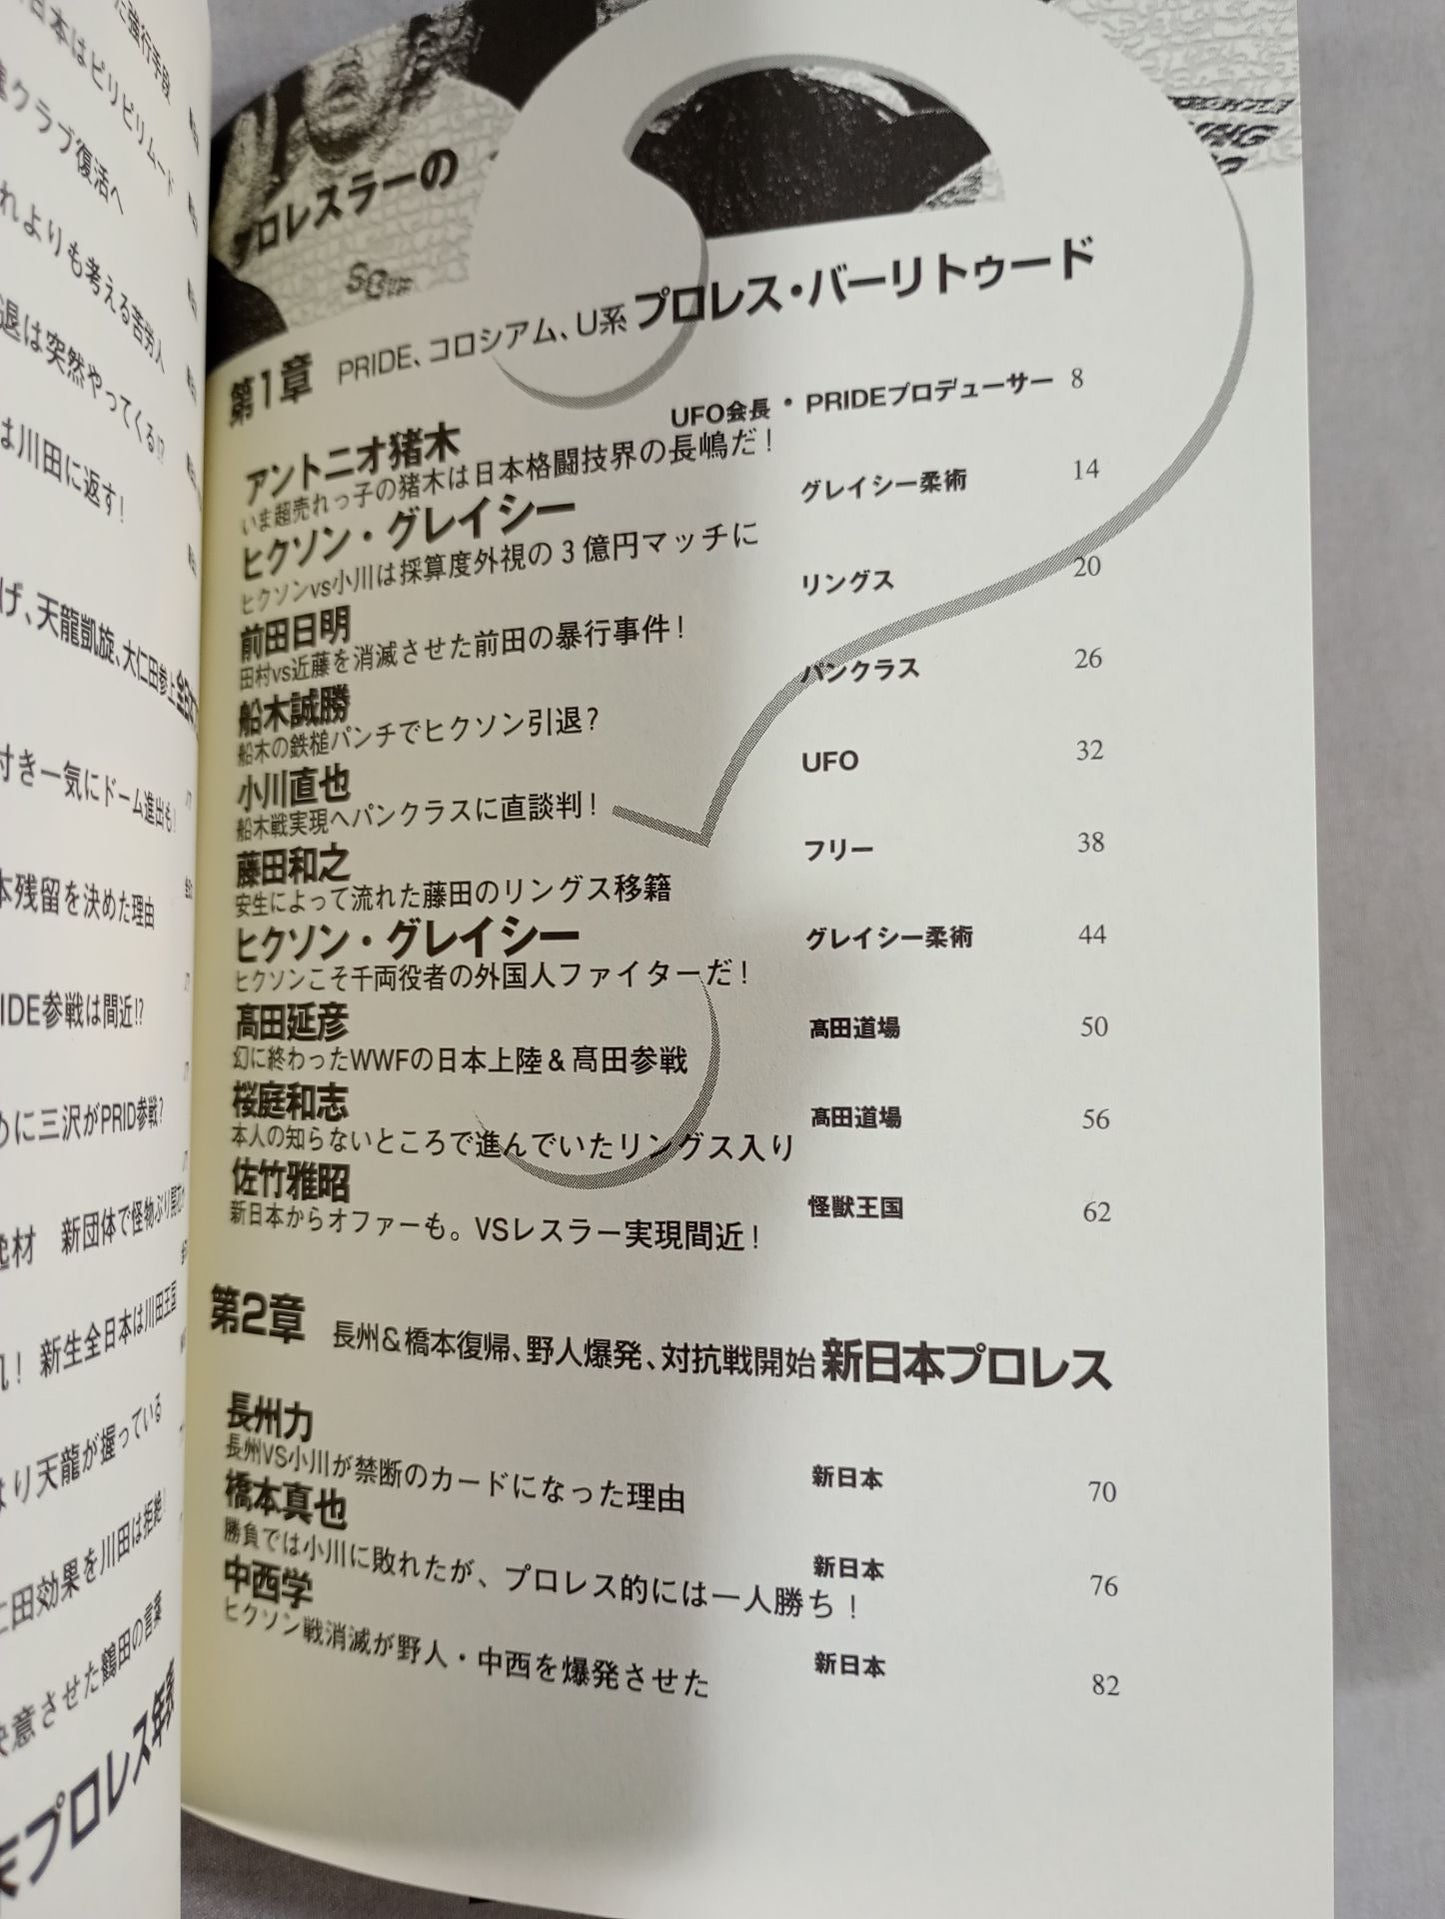 プロレスラーの
第1章 PRIDE、コロシアム、U系 プロレス・バーリトゥード
アントニオ猪木 UFO会長・PRIDEプロデューサー 8
いま超売れっ子の猪木は日本格闘技界の長嶋だ！
ヒクソン・グレイシー グレイシー柔術 14
ヒクソンvs小川は採算度外視の3億円マッチに
前田日明 リングス 20
田村vs近藤を消滅させた前田の暴行事件！
船木誠勝 パンクラス 26
船木の鉄槌パンチでヒクソン引退？
小川直也 UFO 32
船木戦実現へパンクラスに直談判！
藤田和之 フリー 38
安生によって流れた藤田のリングス移籍
ヒクソン・グレイシー グレイシー柔術 44
ヒクソンこそ千両役者の外国人ファイターだ！
髙田延彦 髙田道場 50
幻に終わったWWFの日本上陸＆髙田参戦
桜庭和志 髙田道場 56
本人の知らないところで進んでいたリングス入り
佐竹雅昭 怪獣王国 62
新日本からオファーも。VSレスラー実現間近！
第2章 長州＆橋本復帰、野人爆発、対抗戦開始 新日本プロレス
長州力 新日本 70
長州VS小川が禁断のカードになった理由
橋本真也 新日本 76
勝負では小川に敗れたが、プロレス的には一人勝ち！
中西学 新日本 82
ヒクソン戦消滅が野人・中西を爆発させた
た強行手段
日本はピリピリムード
クラブ復活へ
れよりも考える苦労人
退は突然やってくる!?
は川田に返す！
げ、天龍凱旋、大仁田参上
付き一気にドーム進出も！
本残留を決めた理由
IDE参戦は間近!?
めに三沢がPRID参戦？
逸材 新団体で怪物ぶり
！ 新生全日本は川田王国
より天龍が握っている
仁田効果を川田は拒絶！
決意させた鶴田の言葉
末プロレス年表